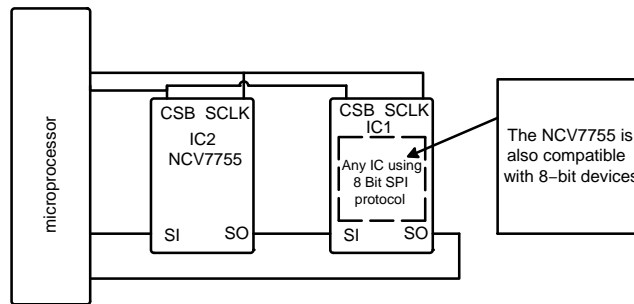 microprocessor
CSB SCLK
IC2
NCV7755
SI SO
CSB SCLK
IC1
Any IC using
8 Bit SPI
protocol
SI SO
The NCV7755 is
also compatible
with 8−bit devices